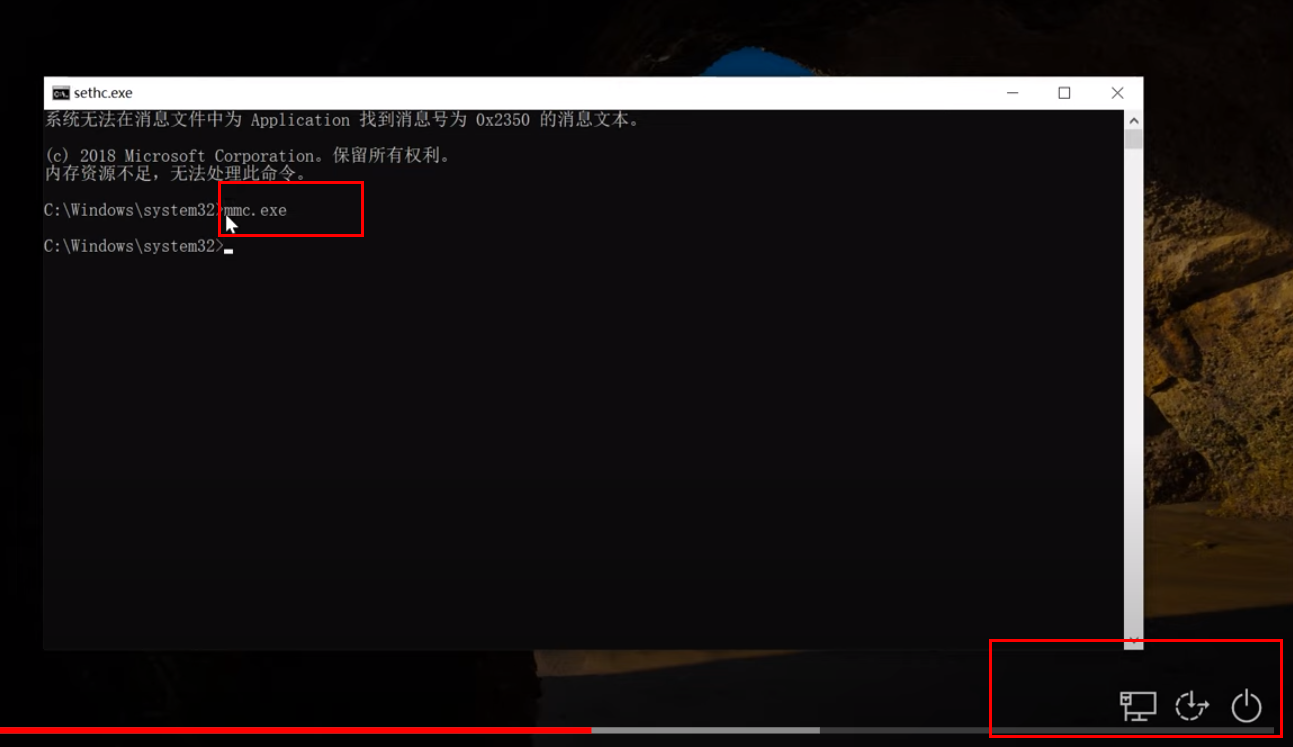 sethc.exe
系统无法在消息文件中为 Application 找到消息号为 0x2350 的消息文本。
(c) 2018 Microsoft Corporation。保留所有权利。
内存资源不足，无法处理此命令。
C:\Windows\system32>mmc.exe
C:\Windows\system32>